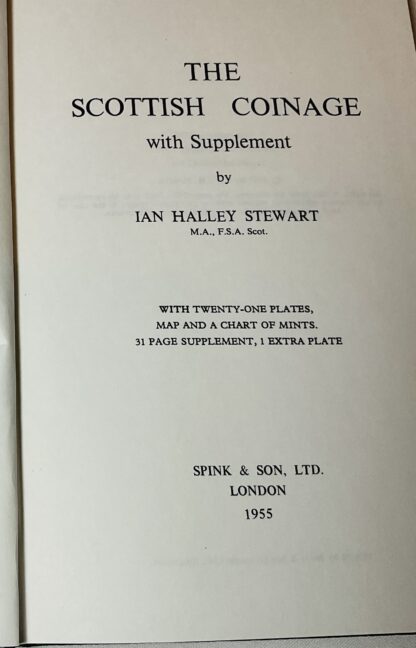 THE
SCOTTISH COINAGE
with Supplement
by
IAN HALLEY STEWART
M.A., F.S.A. Scot.
WITH TWENTY-ONE PLATES,
MAP AND A CHART OF MINTS.
31 PAGE SUPPLEMENT, 1 EXTRA PLATE
SPINK & SON, LTD.
LONDON
1955